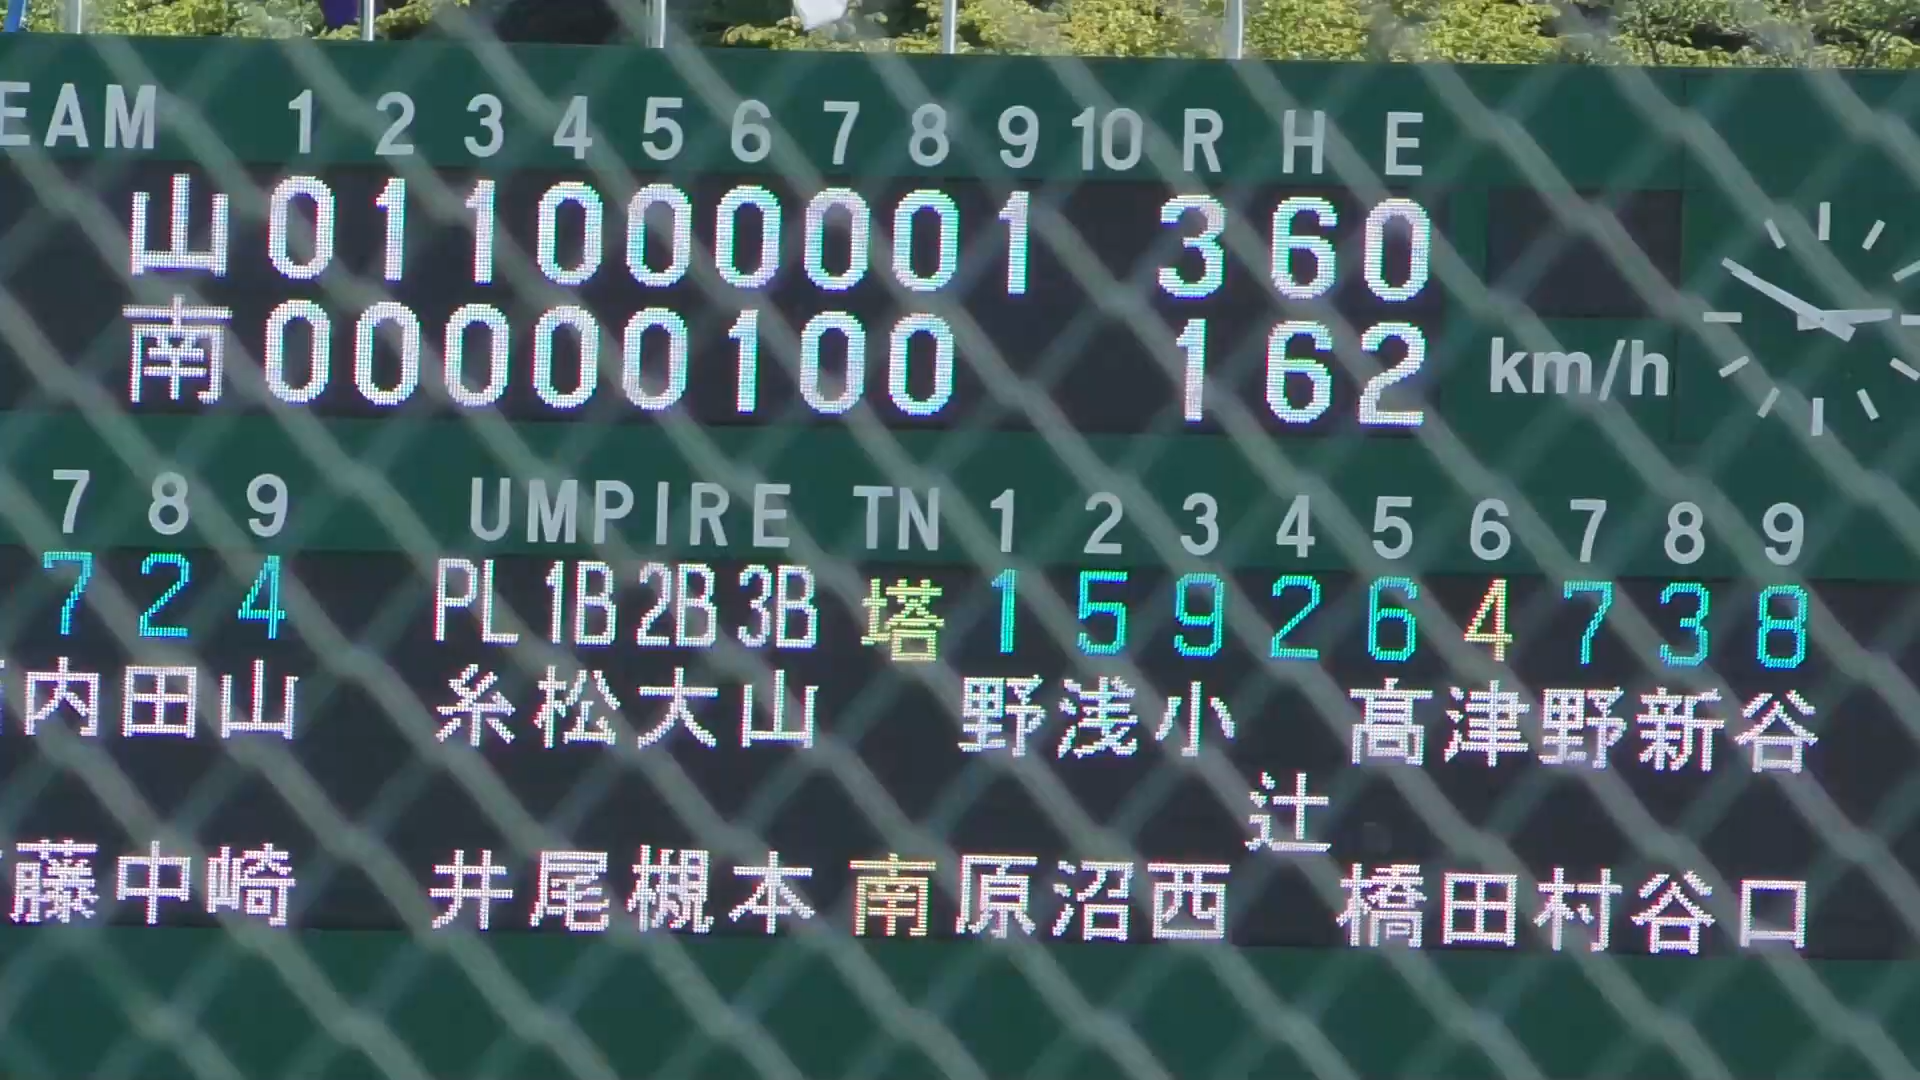 EAM 1 2 3 4 5 6 7 8 9 10 R H E
山 0 1 1 0 0 0 0 0 1 3 6 0
南 0 0 0 0 0 1 0 0 1 6 2
km/h
7 8 9 UMPIRE TN 1 2 3 4 5 6 7 8 9
7 2 4 PL 1B 2B 3B 塔 1 5 9 2 6 4 7 3 8
内 田 山 糸 松 大 山 野 浅 小 髙 津 野 新 谷
辻
藤 中 崎 井 尾 槻 本 南 原 沼 西 橋 田 村 谷 口